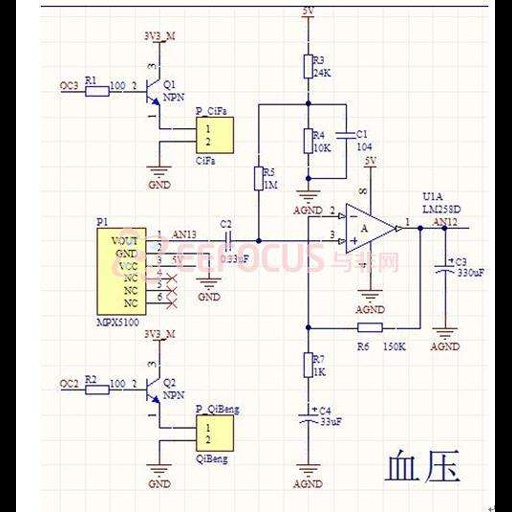 5V
3V3_M
R3
24K
OC3
R1
100
2
3
Q1
NPN
1
P_CiFa
1
2
CiFa
GND
R4
10K
C1
104
AGND
R5
1M
5V
8
U1A
LM258D
2
A
1
AN12
3
4
AGND
P1
VOUT
1
AN13
GND
2
VCC
3
5V
NC
4
NC
5
NC
6
MPX5100
C2
0.33uF
GND
EEFOCUS 与非网
C3
330uF
AGND
R6
150K
3V3_M
OC2
R2
100
2
3
Q2
NPN
1
P_QiBeng
1
2
QiBeng
GND
R7
1K
C4
33uF
AGND
血压